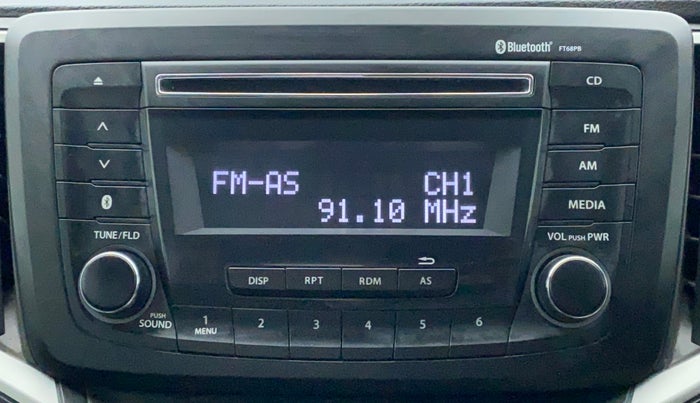 Bluetooth® FT68PB
CD
FM
AM
MEDIA
FM-AS CH1
91.10 MHz
TUNE/FLD
VOL PUSH PWR
DISP RPT RDM AS
PUSH
SOUND
1 2 3 4 5 6
MENU